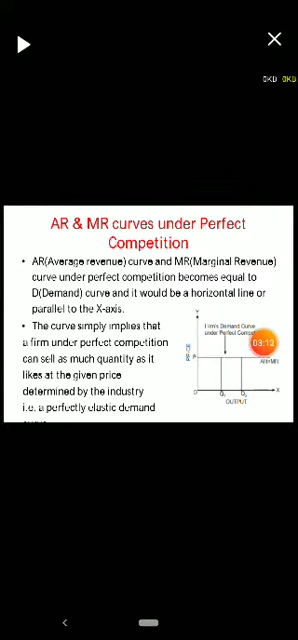 0KB 0KB
AR & MR curves under Perfect
Competition
• AR(Average revenue) curve and MR(Marginal Revenue)
curve under perfect competition becomes equal to
D(Demand) curve and it would be a horizontal line or
parallel to the X-axis.
• The curve simply implies that
a firm under perfect competition
can sell as much quantity as it
likes at the given price
determined by the industry
i.e. a perfectly elastic demand
Y
Firm's Demand Curve
under Perfect
03:12
PRICE
P
AR=MR
O
X
OUTPUT